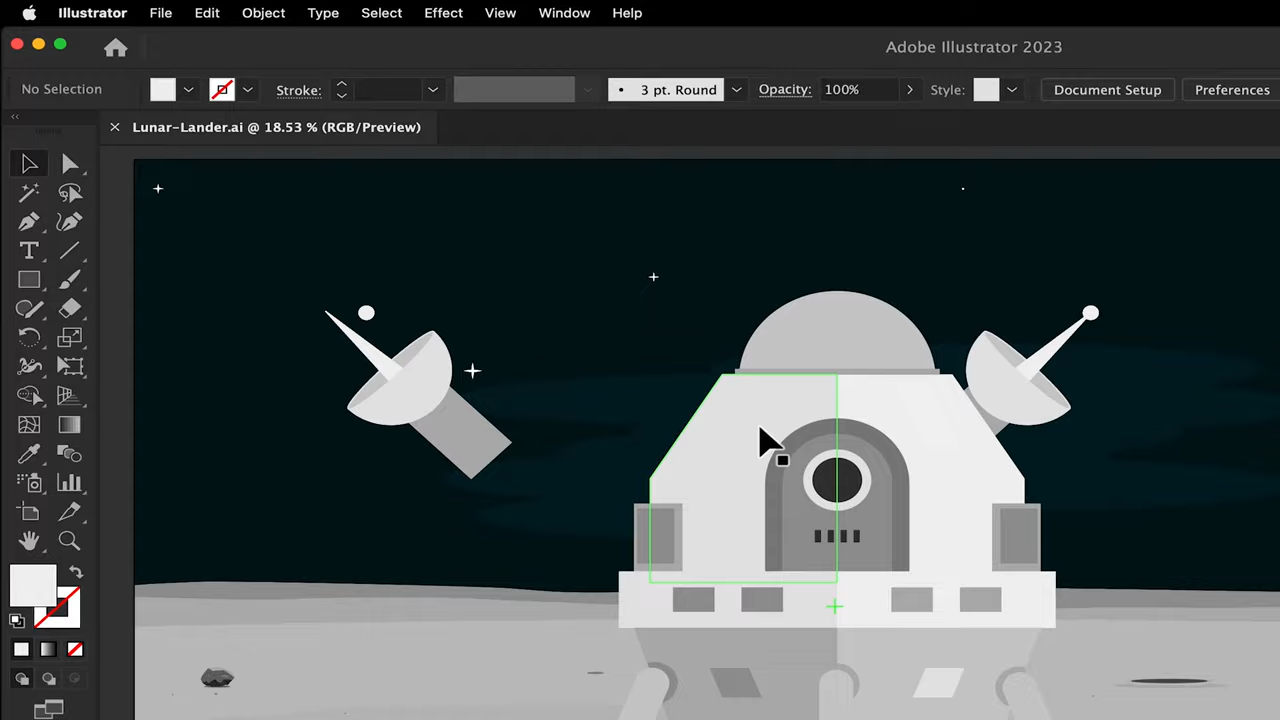 Illustrator File Edit Object Type Select Effect View Window Help
Adobe Illustrator 2023
No Selection Stroke: 3 pt. Round Opacity: 100% Style: Document Setup Preferences
Lunar-Lander.ai @ 18.53 % (RGB/Preview)